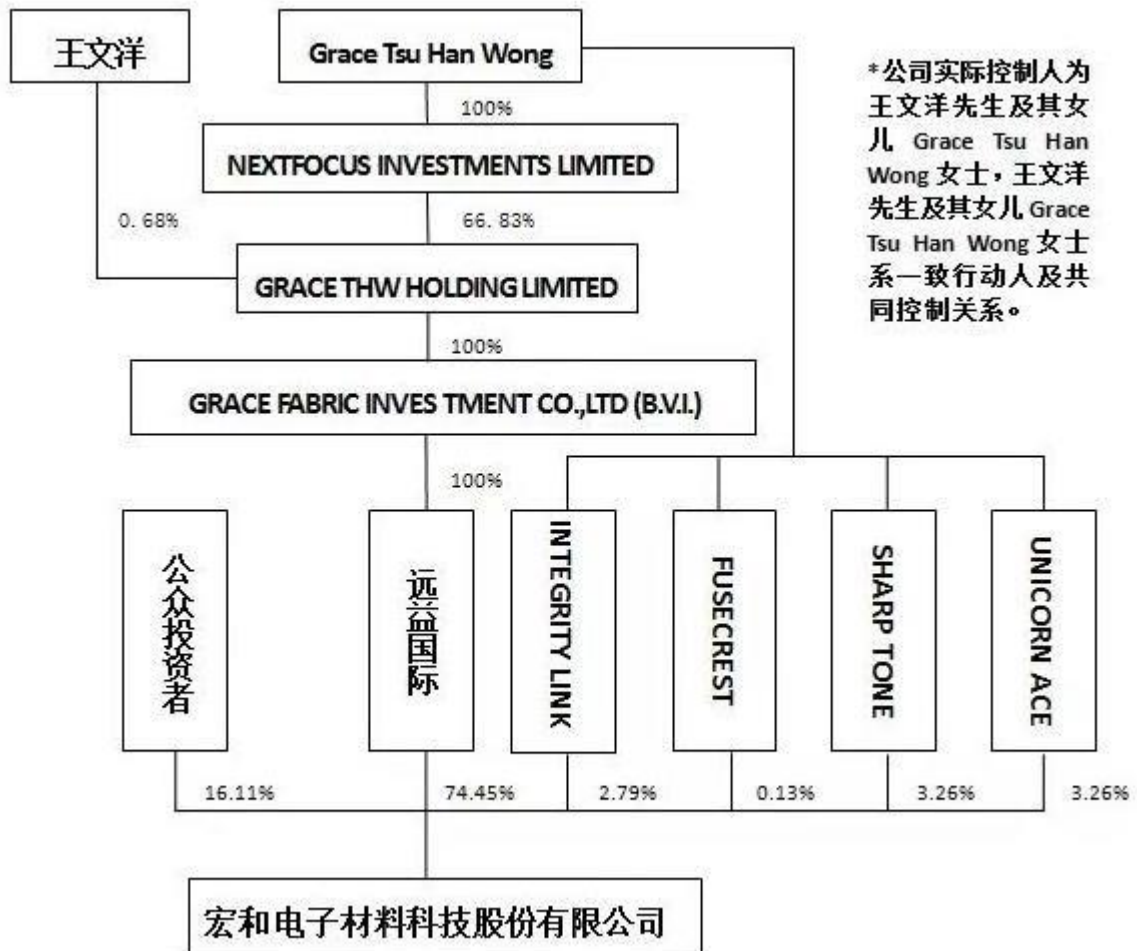 王文洋
Grace Tsu Han Wong
*公司实际控制人为
王文洋先生及其女
儿 Grace Tsu Han
Wong 女士，王文洋
先生及其女儿 Grace
Tsu Han Wong 女士
系一致行动人及共
同控制关系。
100%
NEXTFOCUS INVESTMENTS LIMITED
0. 68%
66. 83%
GRACE THW HOLDING LIMITED
100%
GRACE FABRIC INVES TMENT CO.,LTD (B.V.I.)
100%
公众投资者
远益国际
INTEGRITY LINK
FUSECREST
SHARP TONE
UNICORN ACE
16.11%
74.45%
2.79%
0.13%
3.26%
3.26%
宏和电子材料科技股份有限公司